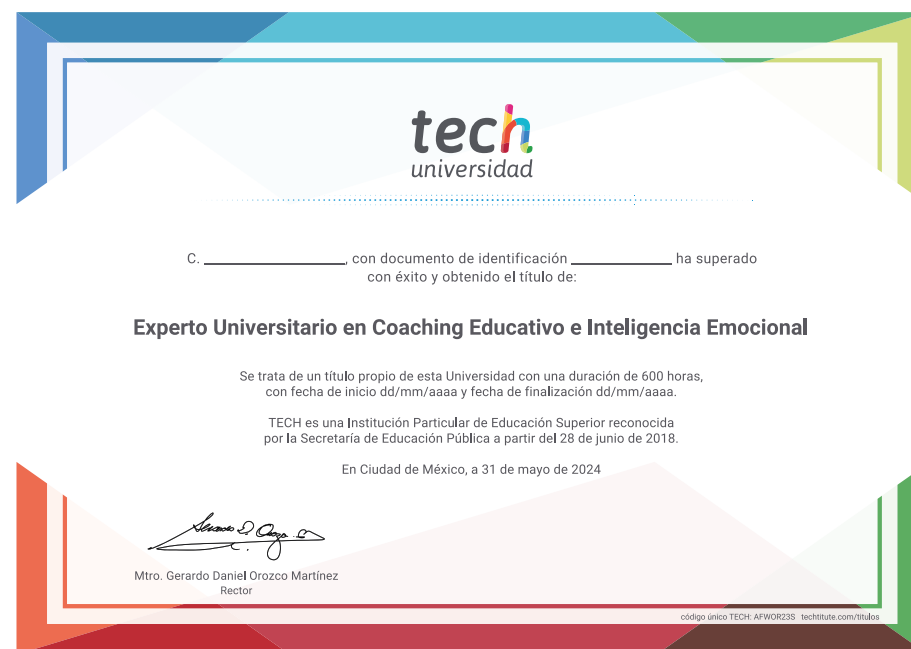 tech
universidad
C. ____________________, con documento de identificación ______________ ha superado
con éxito y obtenido el título de:
Experto Universitario en Coaching Educativo e Inteligencia Emocional
Se trata de un título propio de esta Universidad con una duración de 600 horas,
con fecha de inicio dd/mm/aaaa y fecha de finalización dd/mm/aaaa.
TECH es una Institución Particular de Educación Superior reconocida
por la Secretaría de Educación Pública a partir del 28 de junio de 2018.
En Ciudad de México, a 31 de mayo de 2024
Mtro. Gerardo Daniel Orozco Martínez
Rector
código único TECH: AFWOR23S techtitute.com/titulos